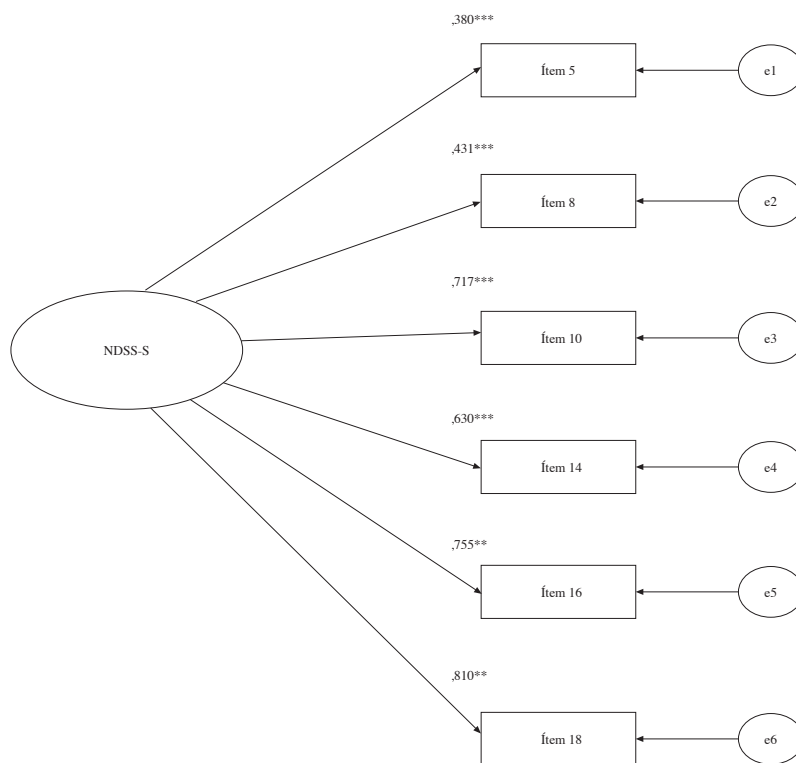 ,380***
Ítem 5
e1
,431***
Ítem 8
e2
,717***
Ítem 10
e3
NDSS-S
,630***
Ítem 14
e4
,755**
Ítem 16
e5
,810**
Ítem 18
e6